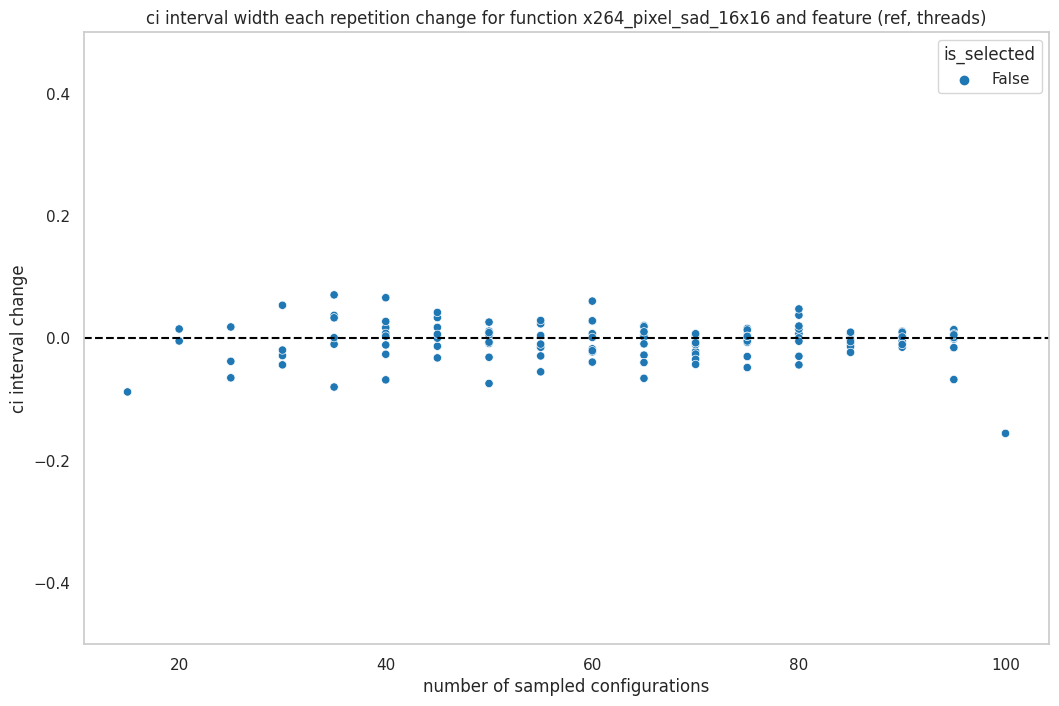 ci interval width each repetition change for function x264_pixel_sad_16x16 and feature (ref, threads)
is_selected
False
ci interval change
0.4
0.2
0.0
−0.2
−0.4
20
40
60
80
100
number of sampled configurations